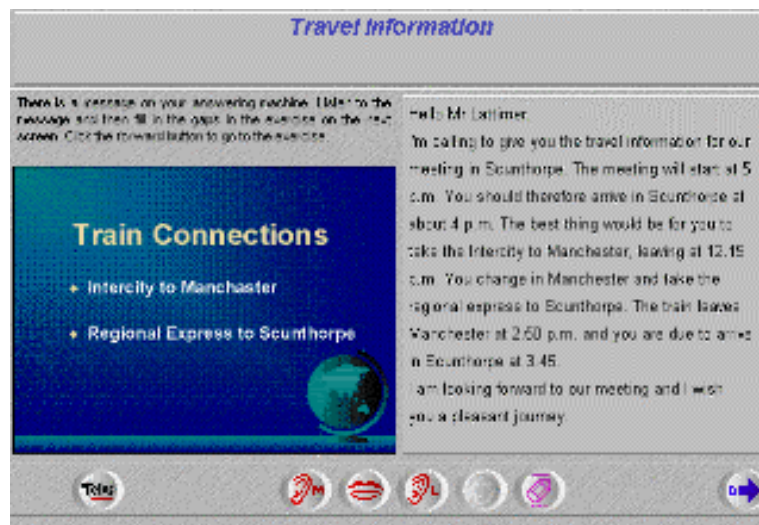 Travel Information
There is a message on your answering machine. Listen to the
message and then fill in the gaps in the exercise on the next
screen. Click the forward button to go to the exercise.
Train Connections
Intercity to Manchaster
Regional Express to Scunthorpe
Hello Mr Lattimer,
I'm calling to give you the travel information for our
meeting in Scunthorpe. The meeting will start at 5
p.m. You should therefore arrive in Scunthorpe at
about 4 p.m. The best thing would be for you to
take the Intercity to Manchester, leaving at 12.15
p.m. You change in Manchester and take the
regional express to Scunthorpe. The train leaves
Manchester at 2:50 p.m. and you are due to arrive
in Scunthorpe at 3.45.
I am looking forward to our meeting and I wish
you a pleasant journey.
M
L